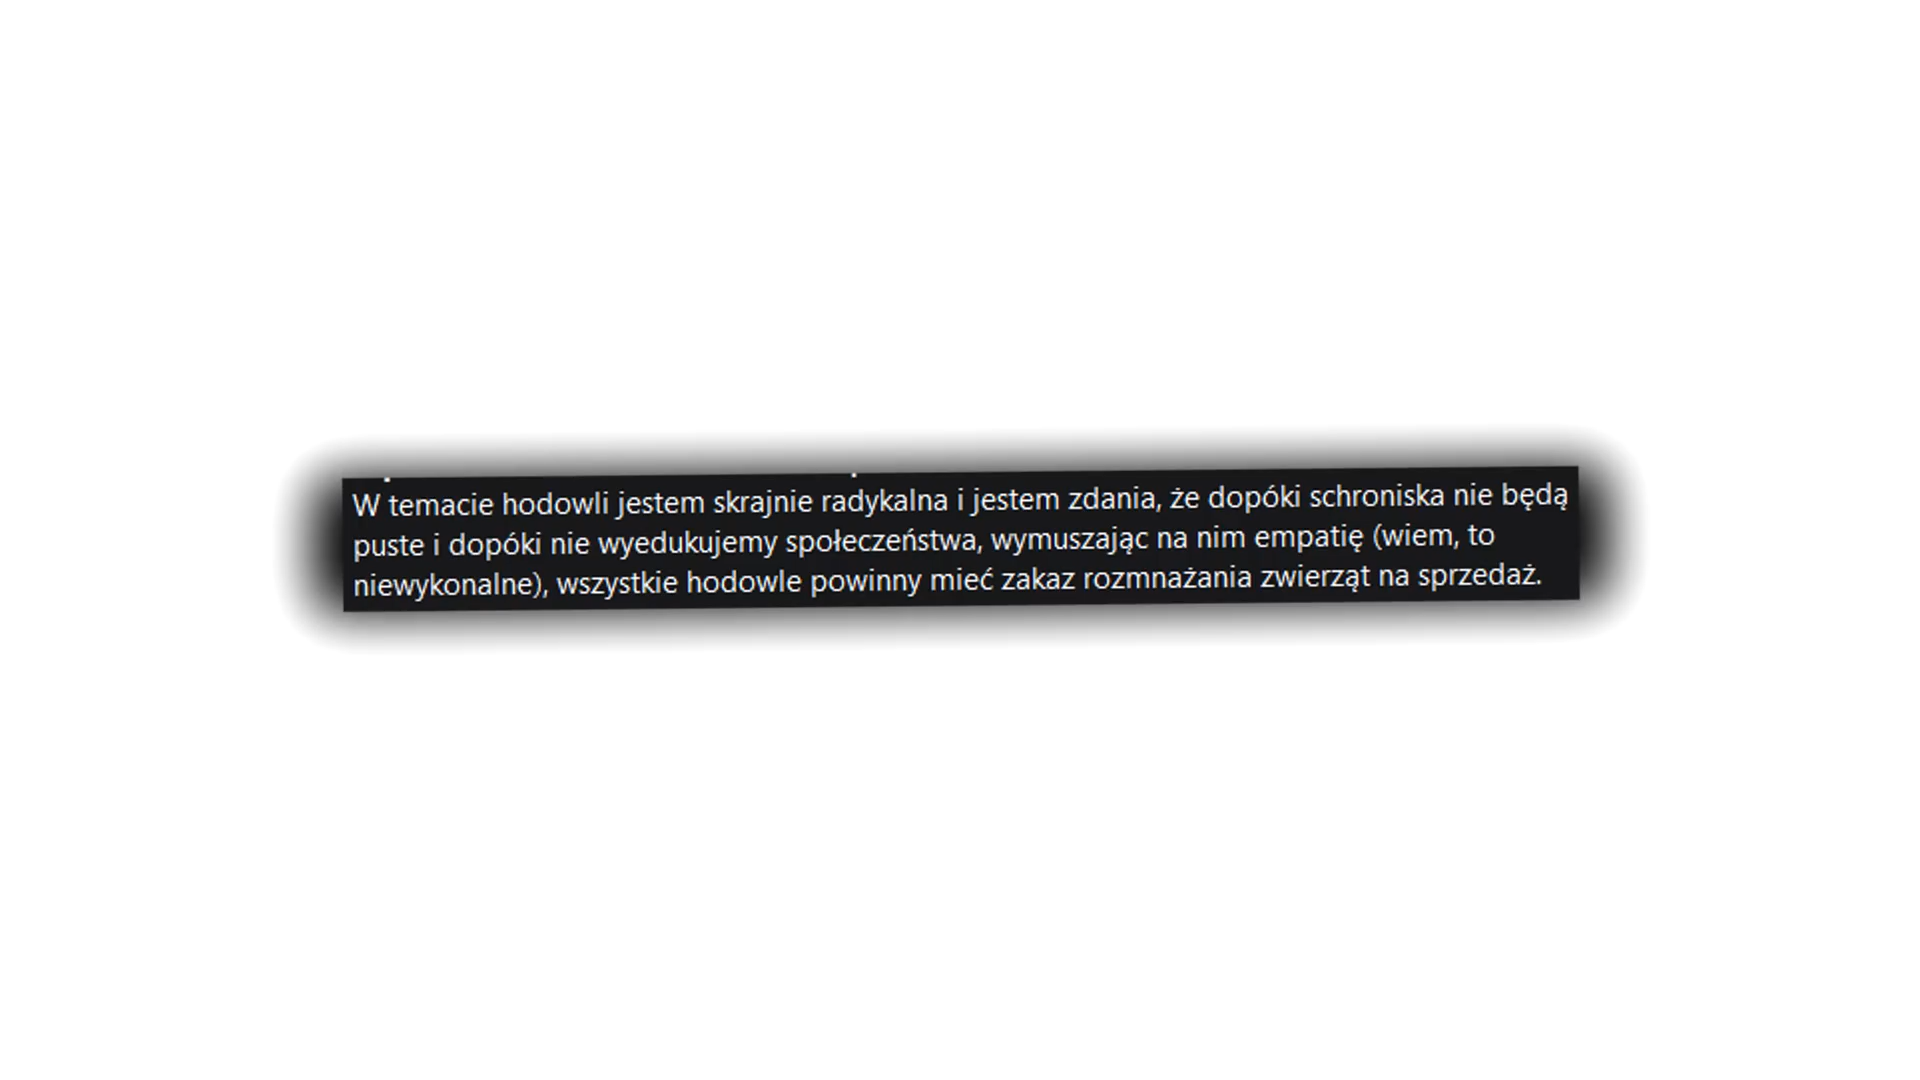 W temacie hodowli jestem skrajnie radykalna i jestem zdania, że dopóki schroniska nie będą
puste i dopóki nie wyedukujemy społeczeństwa, wymuszając na nim empatię (wiem, to
niewykonalne), wszystkie hodowle powinny mieć zakaz rozmnażania zwierząt na sprzedaż.